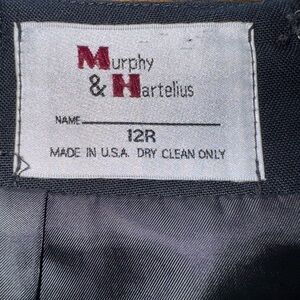 Murphy
& Hartelius
NAME
12R
MADE IN U.S.A. DRY CLEAN ONLY